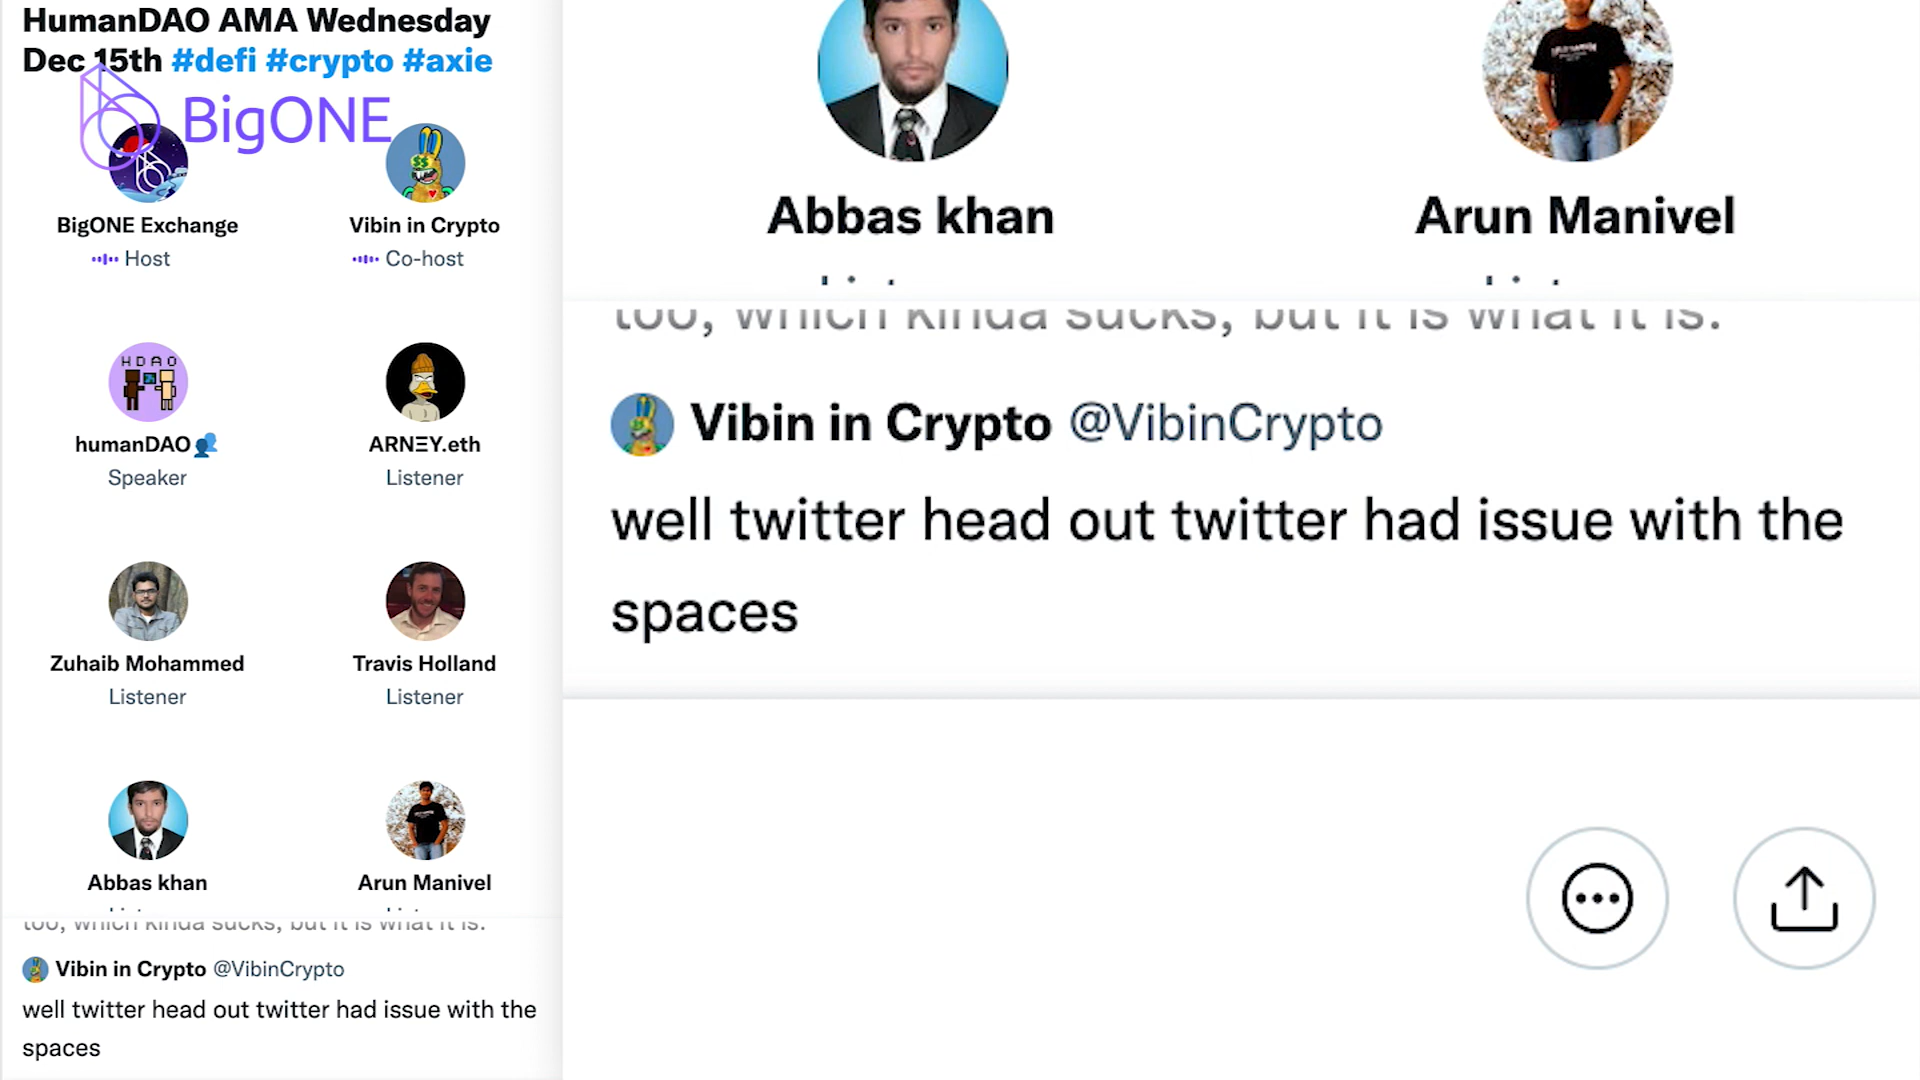 HumanDAO AMA Wednesday
Dec 15th #defi #crypto #axie
BigONE
BigONE Exchange
Host
Vibin in Crypto
Co-host
HDAO
humanDAO
Speaker
ARNΞY.eth
Listener
Zuhaib Mohammed
Listener
Travis Holland
Listener
Abbas khan
Arun Manivel
too, which kinda sucks, but it is what it is.
Vibin in Crypto @VibinCrypto
well twitter head out twitter had issue with the
spaces
Abbas khan
Arun Manivel
too, which kinda sucks, but it is what it is.
Vibin in Crypto @VibinCrypto
well twitter head out twitter had issue with the
spaces